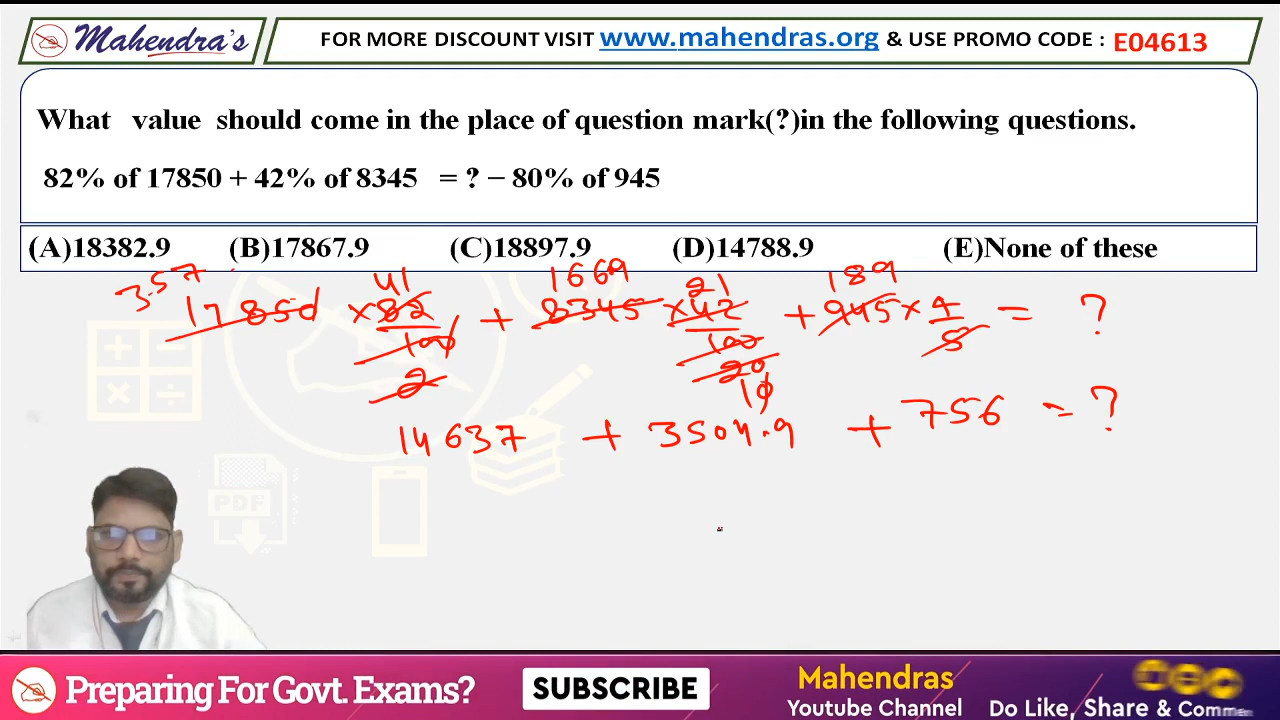 Mahendra's
FOR MORE DISCOUNT VISIT www.mahendras.org & USE PROMO CODE : E04613
What value should come in the place of question mark(?)in the following questions.
82% of 17850 + 42% of 8345 = ? − 80% of 945
(A)18382.9 (B)17867.9 (C)18897.9 (D)14788.9 (E)None of these
357 41 1669 21 189
17850 × 82/100 + 8345 × 42/100 + 945 × 4/5 = ?
2 20
10
14637 + 3504.9 + 756 = ?
PDF
Preparing For Govt. Exams?
SUBSCRIBE
Mahendras
YouTube Channel
Do Like, Share & Comme